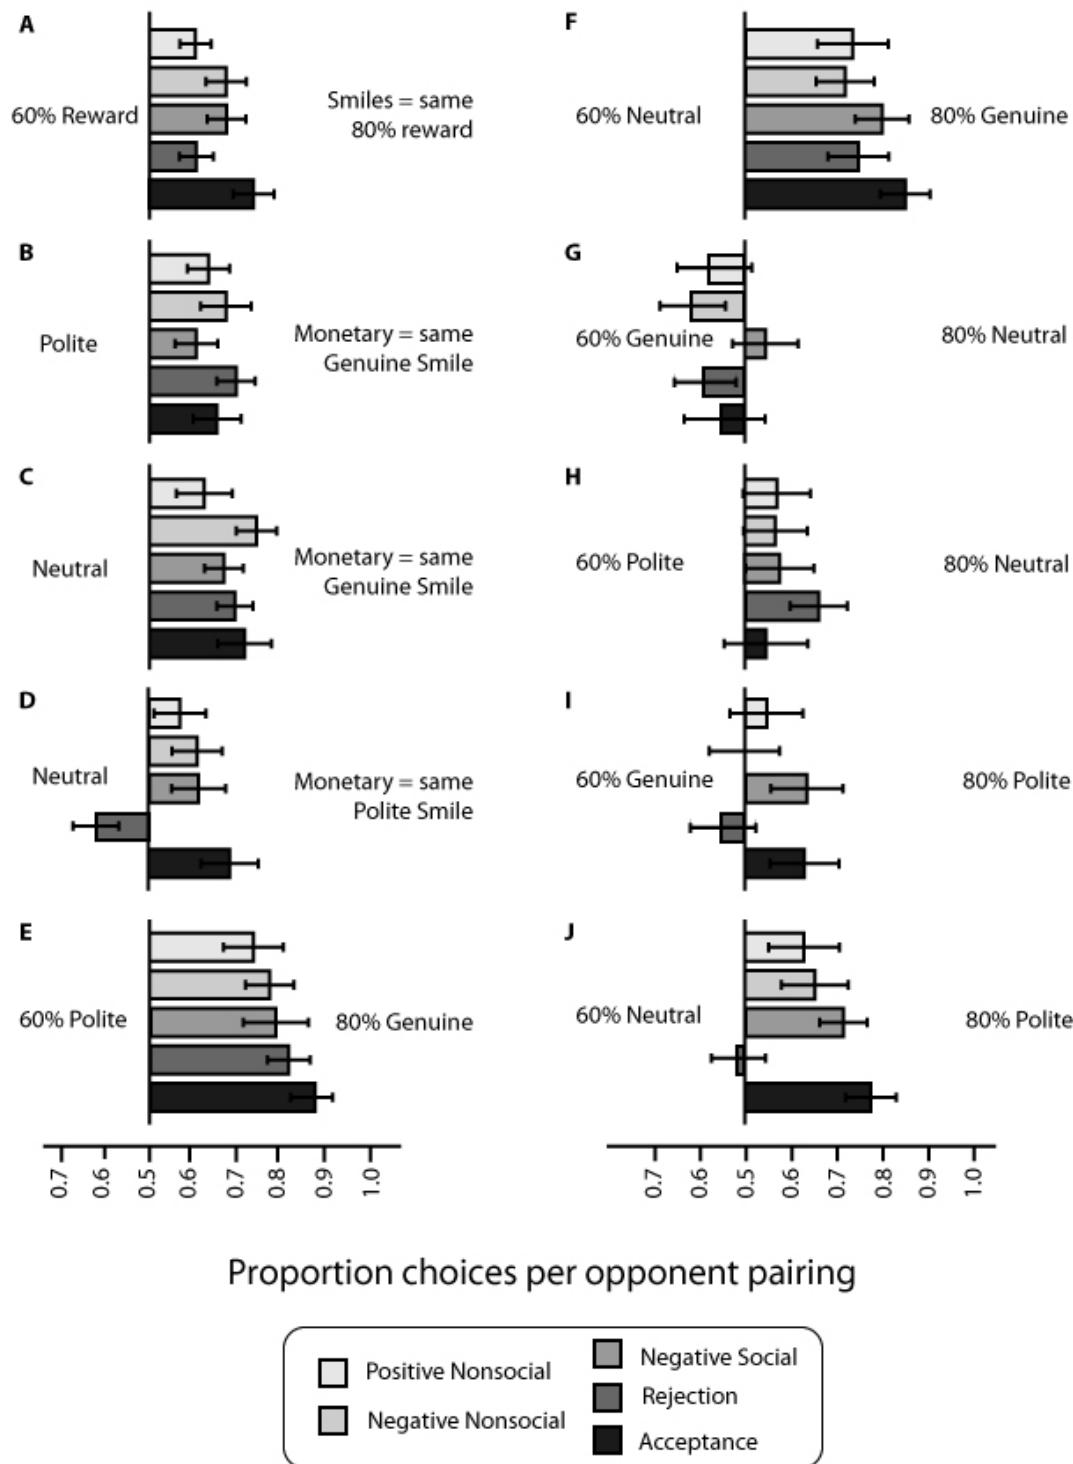 A
60% Reward
Smiles = same
80% reward
B
Polite
Monetary = same
Genuine Smile
C
Neutral
Monetary = same
Genuine Smile
D
Neutral
Monetary = same
Polite Smile
E
60% Polite
80% Genuine
0.7 0.6 0.5 0.6 0.7 0.8 0.9 1.0
F
60% Neutral
80% Genuine
G
60% Genuine
80% Neutral
H
60% Polite
80% Neutral
I
60% Genuine
80% Polite
J
60% Neutral
80% Polite
0.7 0.6 0.5 0.6 0.7 0.8 0.9 1.0
Proportion choices per opponent pairing
Positive Nonsocial
Negative Nonsocial
Negative Social
Rejection
Acceptance